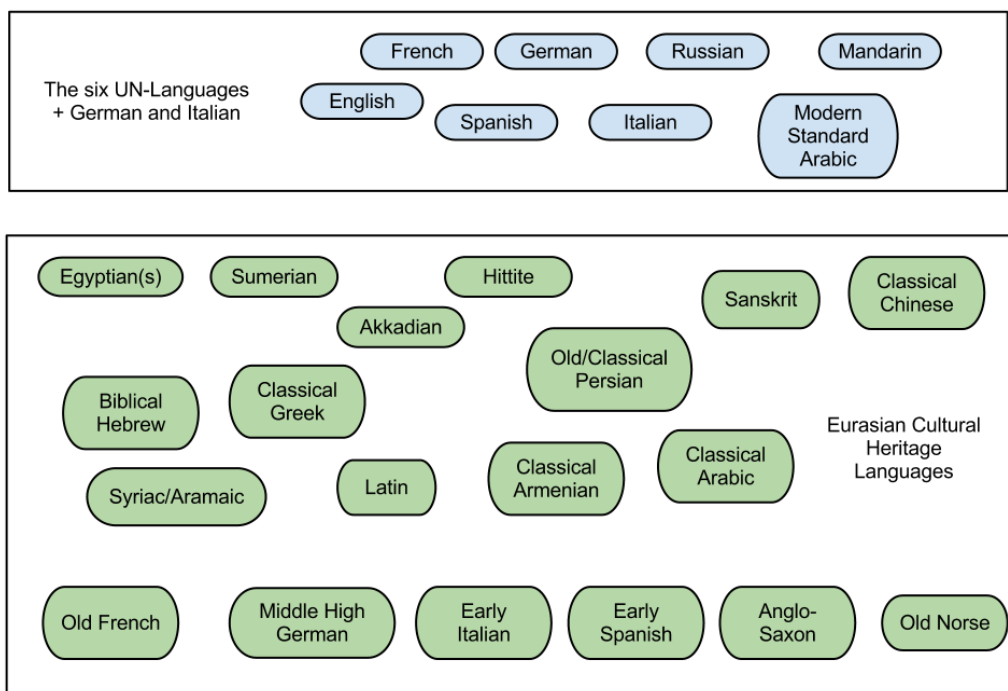 The six UN-Languages
+ German and Italian
French
German
Russian
Mandarin
English
Spanish
Italian
Modern
Standard
Arabic
Egyptian(s)
Sumerian
Hittite
Akkadian
Sanskrit
Classical
Chinese
Biblical
Hebrew
Classical
Greek
Old/Classical
Persian
Eurasian Cultural
Heritage
Languages
Syriac/Aramaic
Latin
Classical
Armenian
Classical
Arabic
Old French
Middle High
German
Early
Italian
Early
Spanish
Anglo-
Saxon
Old Norse